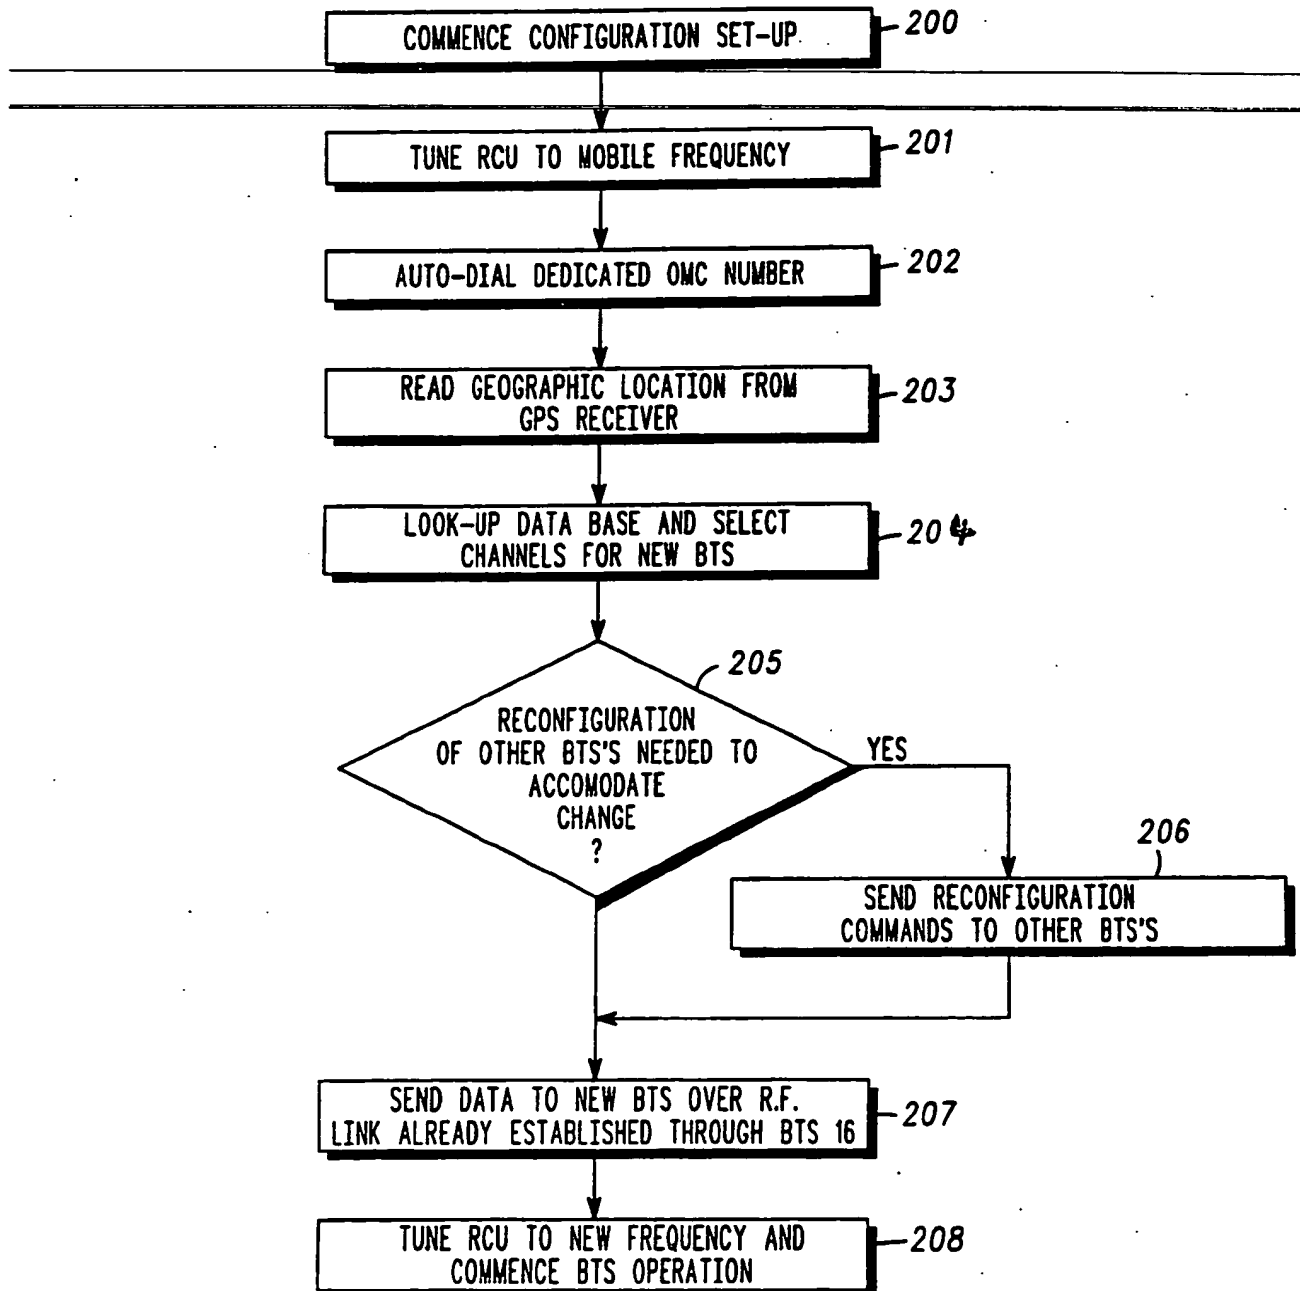 COMMENCE CONFIGURATION SET-UP.
200
TUNE RCU TO MOBILE FREQUENCY
201
AUTO-DIAL DEDICATED OMC NUMBER
202
READ GEOGRAPHIC LOCATION FROM
GPS RECEIVER
203
LOOK-UP DATA BASE AND SELECT
CHANNELS FOR NEW BTS
204
205
RECONFIGURATION
OF OTHER BTS'S NEEDED TO
ACCOMODATE
CHANGE
?
YES
206
SEND RECONFIGURATION
COMMANDS TO OTHER BTS'S
SEND DATA TO NEW BTS OVER R.F.
LINK ALREADY ESTABLISHED THROUGH BTS 16
207
TUNE RCU TO NEW FREQUENCY AND
COMMENCE BTS OPERATION
208